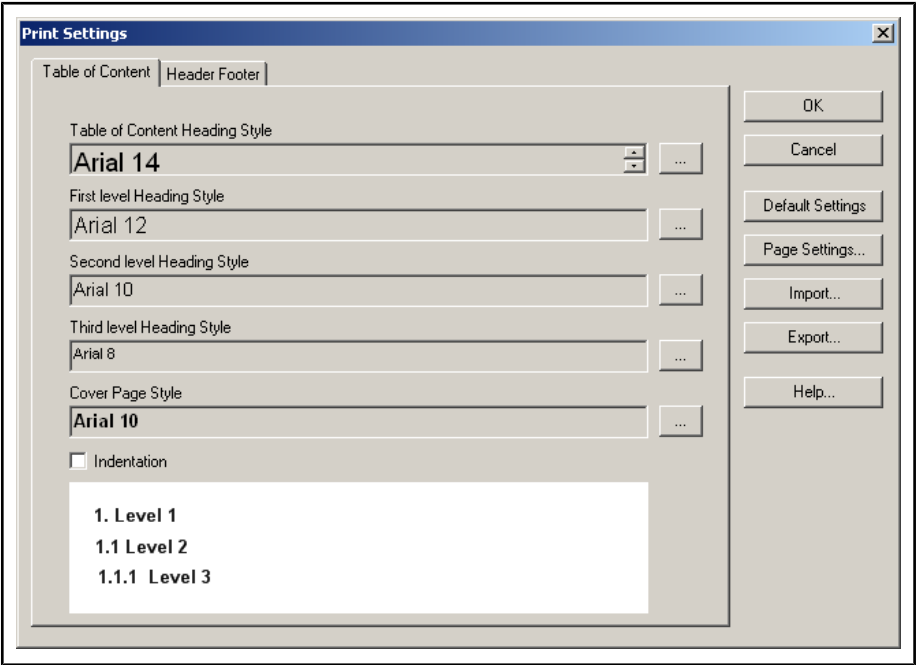 Print Settings
Table of Content
Header Footer
Table of Content Heading Style
Arial 14
...
First level Heading Style
Arial 12
...
Second level Heading Style
Arial 10
...
Third level Heading Style
Arial 8
...
Cover Page Style
Arial 10
...
Indentation
1. Level 1
1.1 Level 2
1.1.1 Level 3
OK
Cancel
Default Settings
Page Settings...
Import...
Export...
Help...